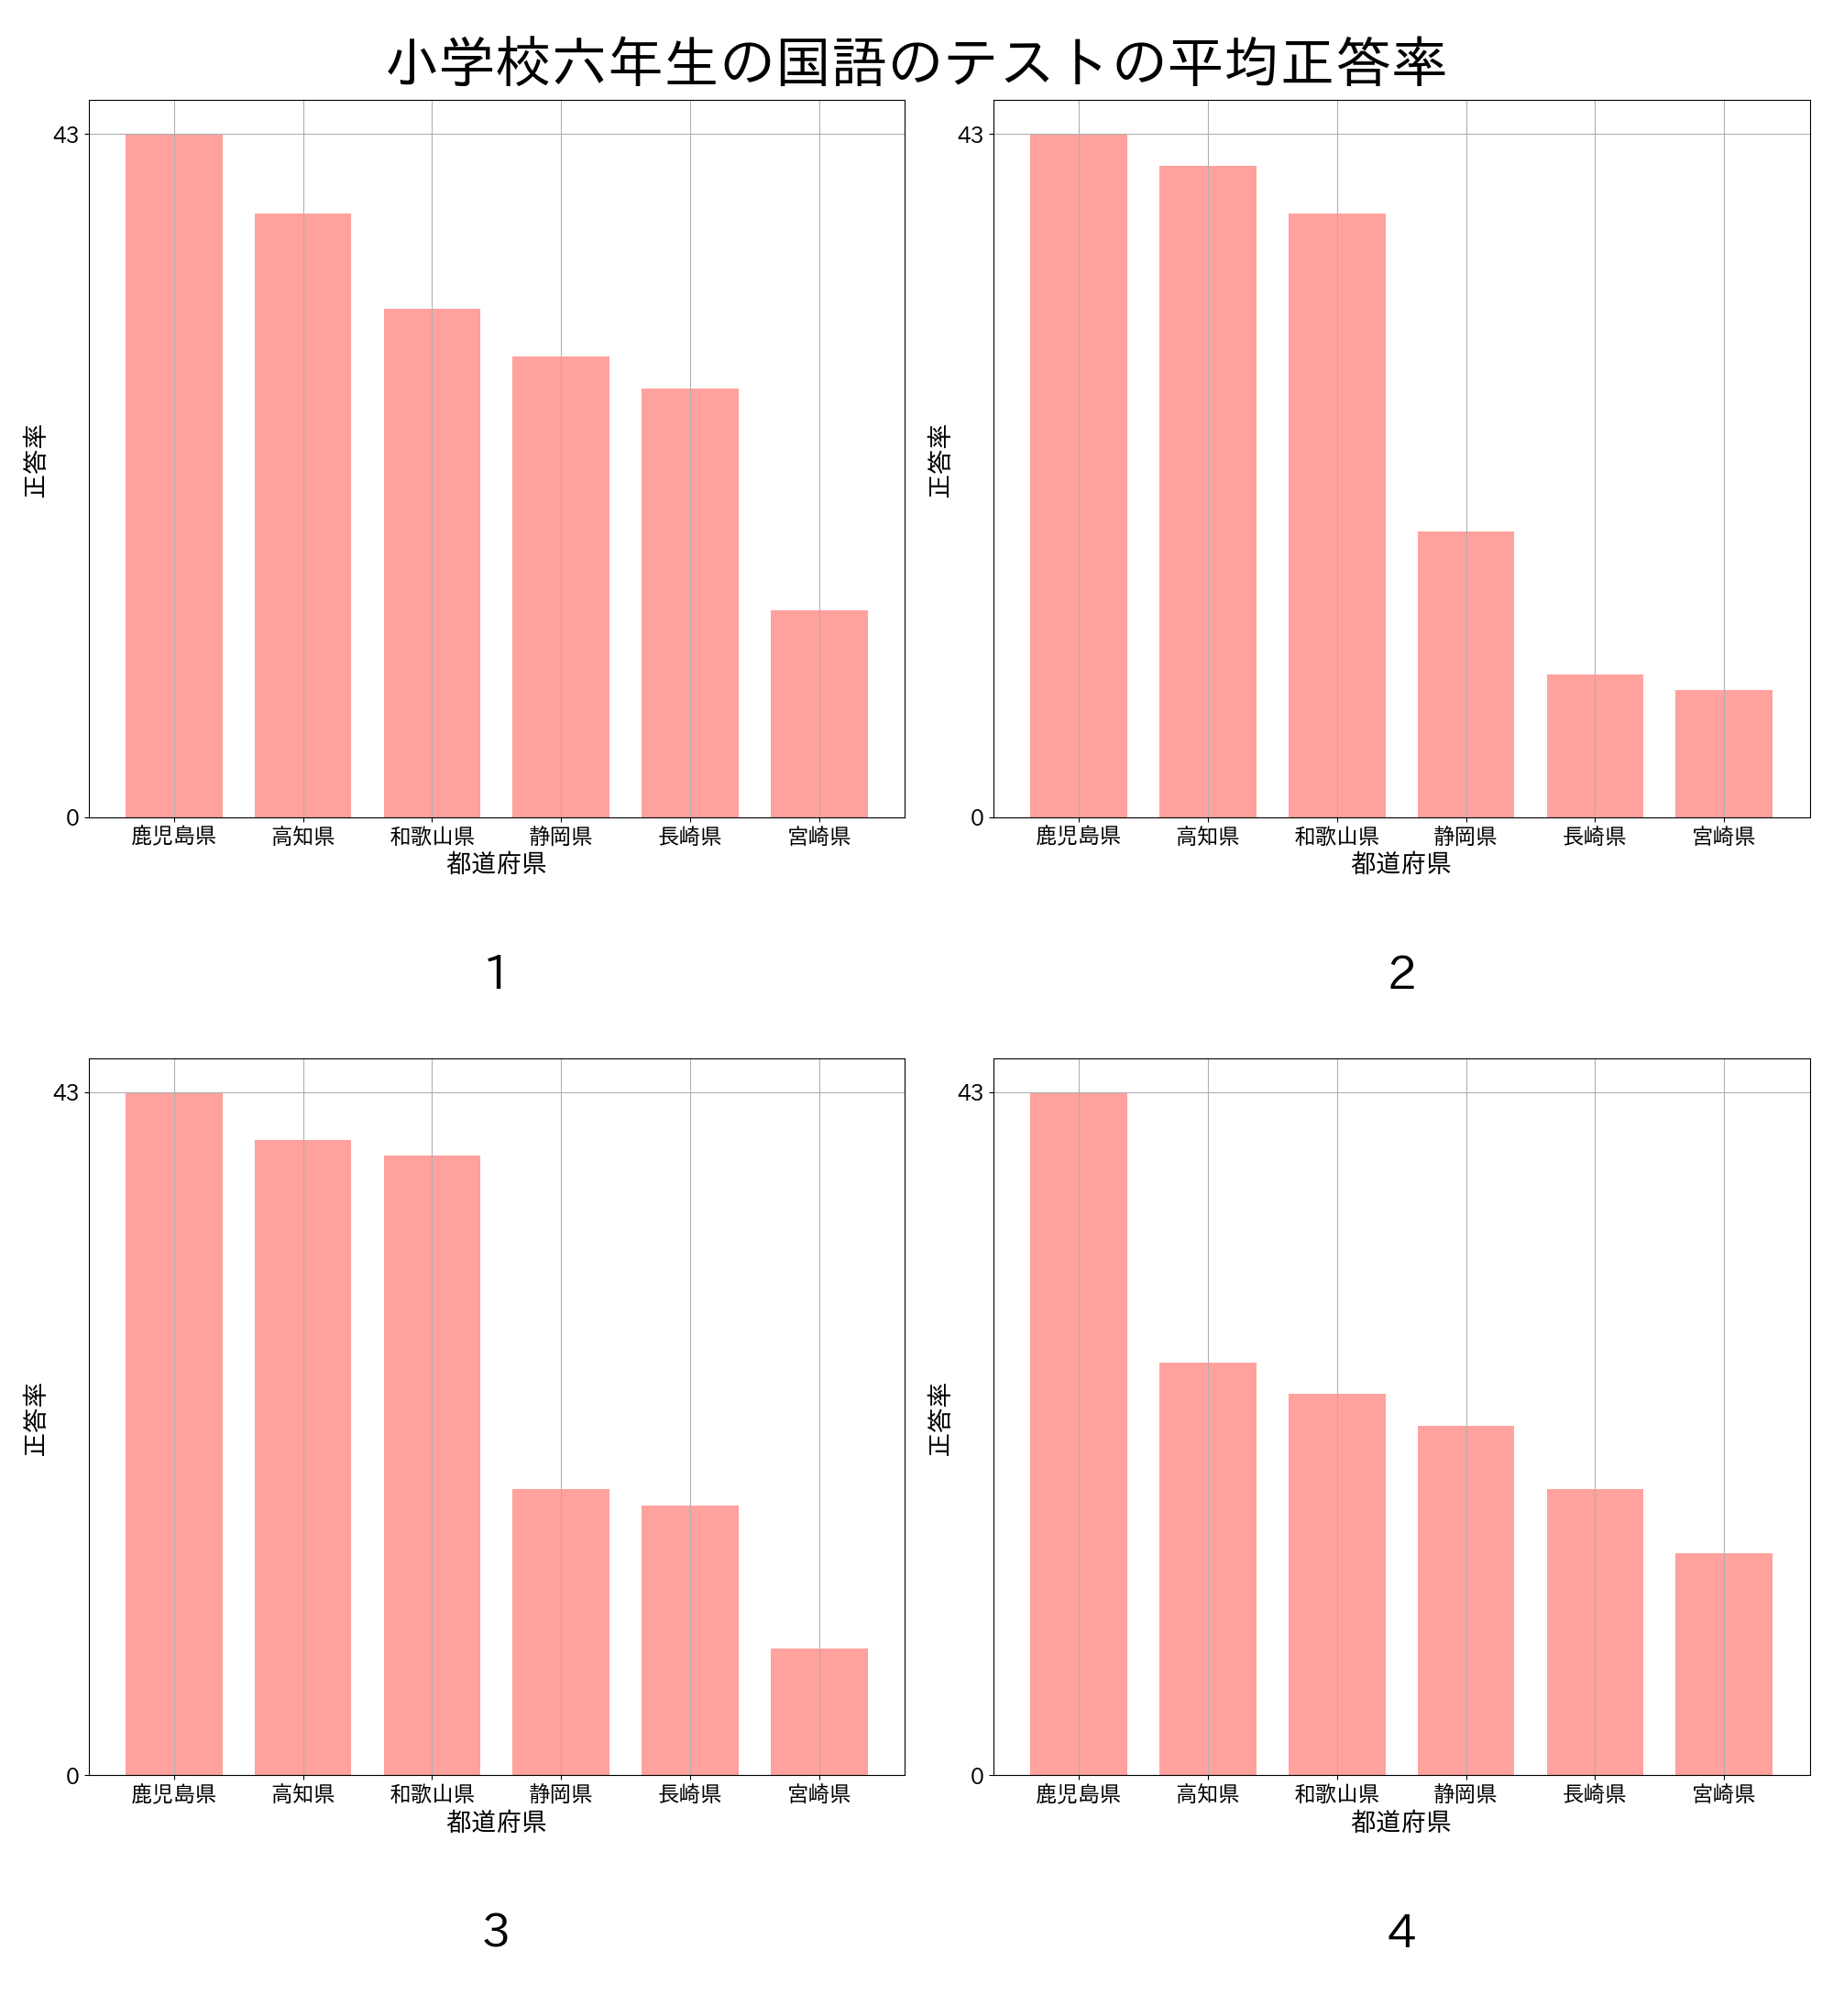 小学校六年生の国語のテストの平均正答率
43
0
正答率
鹿児島県 高知県 和歌山県 静岡県 長崎県 宮崎県
都道府県
1
43
0
正答率
鹿児島県 高知県 和歌山県 静岡県 長崎県 宮崎県
都道府県
2
43
0
正答率
鹿児島県 高知県 和歌山県 静岡県 長崎県 宮崎県
都道府県
3
43
0
正答率
鹿児島県 高知県 和歌山県 静岡県 長崎県 宮崎県
都道府県
4